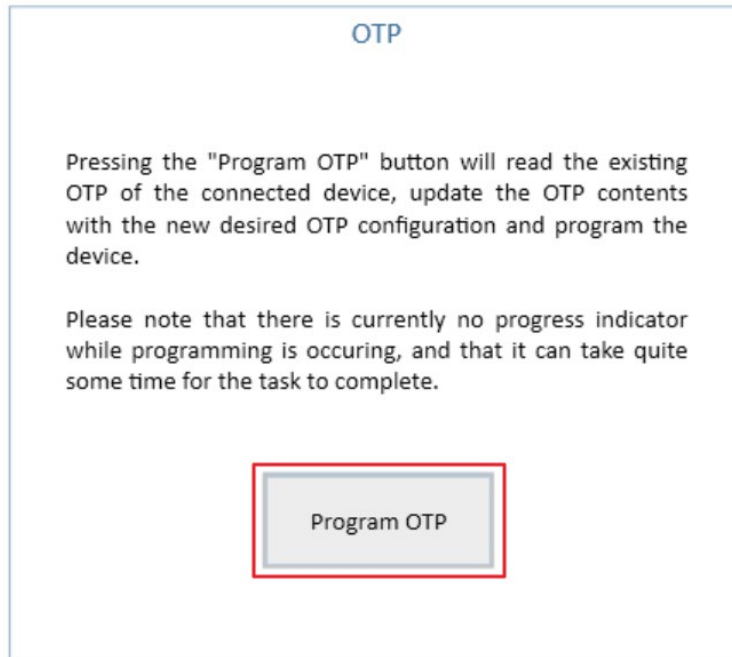 OTP
Pressing the "Program OTP" button will read the existing
OTP of the connected device, update the OTP contents
with the new desired OTP configuration and program the
device.
Please note that there is currently no progress indicator
while programming is occuring, and that it can take quite
some time for the task to complete.
Program OTP